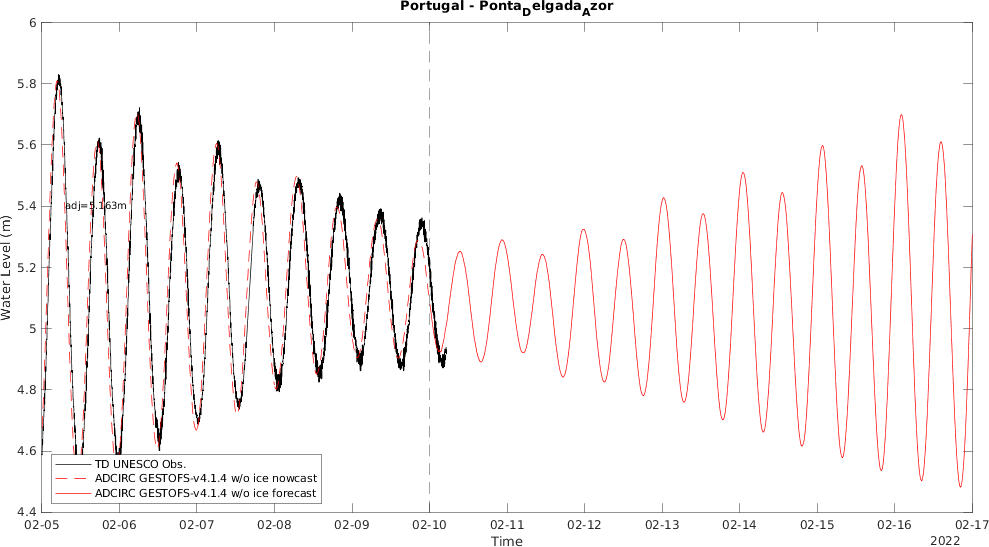 Portugal - PontaDelgadaAzor
6
5.8
5.6
5.4
5.2
5
4.8
4.6
4.4
Water Level (m)
adj=5.163m
TD UNESCO Obs.
ADCIRC GESTOFS-v4.1.4 w/o ice nowcast
ADCIRC GESTOFS-v4.1.4 w/o ice forecast
02-05 02-06 02-07 02-08 02-09 02-10 02-11 02-12 02-13 02-14 02-15 02-16 02-17
Time
2022